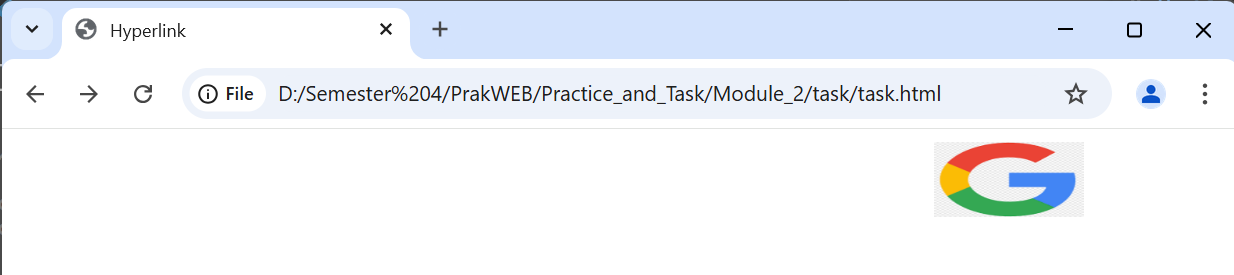 Hyperlink
File D:/Semester%204/PrakWEB/Practice_and_Task/Module_2/task/task.html
G